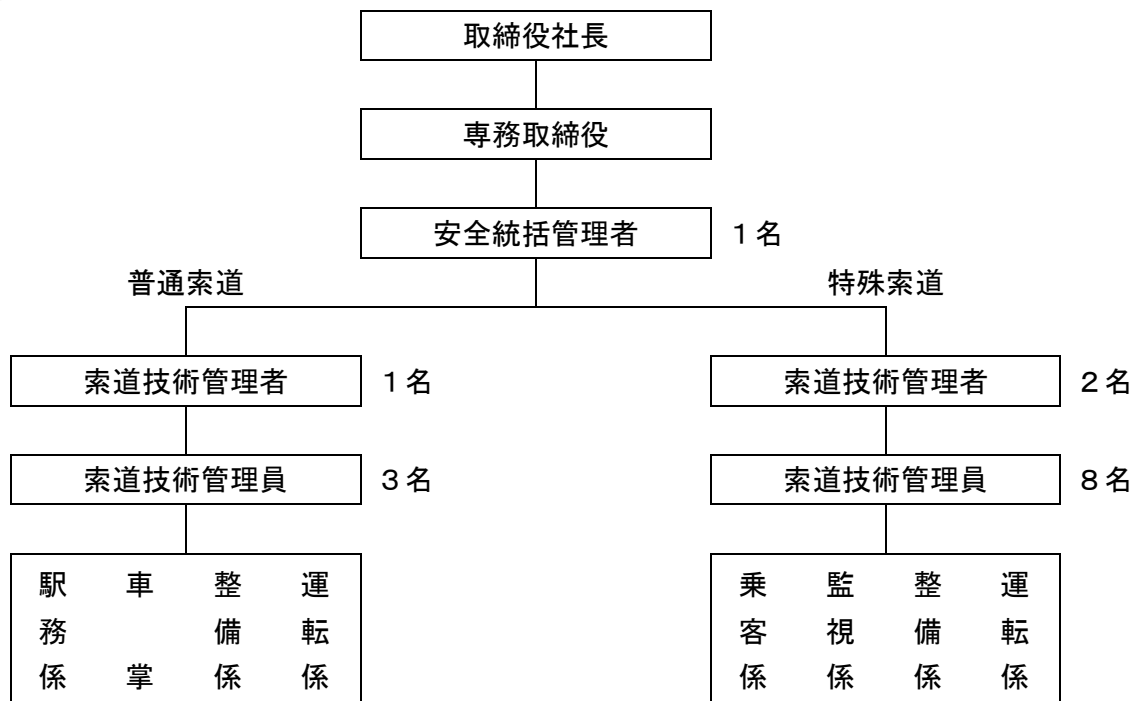 取締役社長
専務取締役
安全統括管理者 1名
普通索道 特殊索道
索道技術管理者 1名 索道技術管理者 2名
索道技術管理員 3名 索道技術管理員 8名
運転係
整備係
車掌
駅務係
運転係
整備係
監視係
乗客係